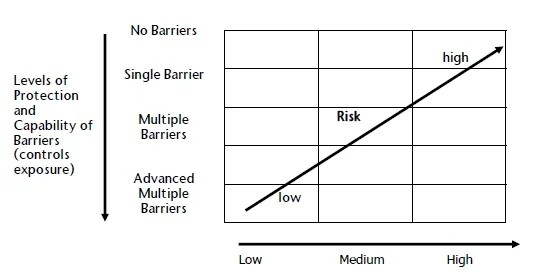 No Barriers
Single Barrier
Multiple
Barriers
Advanced
Multiple
Barriers
Levels of
Protection
and
Capability of
Barriers
(controls
exposure)
high
Risk
low
Low Medium High